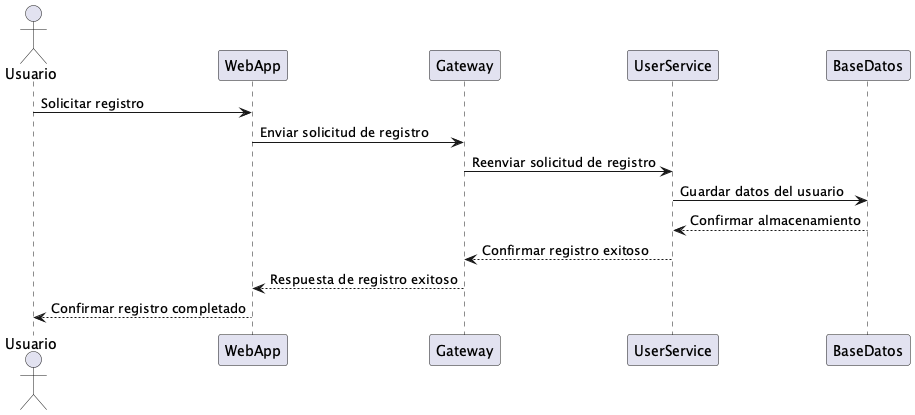 Usuario
WebApp
Gateway
UserService
BaseDatos
Solicitar registro
Enviar solicitud de registro
Reenviar solicitud de registro
Guardar datos del usuario
Confirmar almacenamiento
Confirmar registro exitoso
Respuesta de registro exitoso
Confirmar registro completado
Usuario
WebApp
Gateway
UserService
BaseDatos